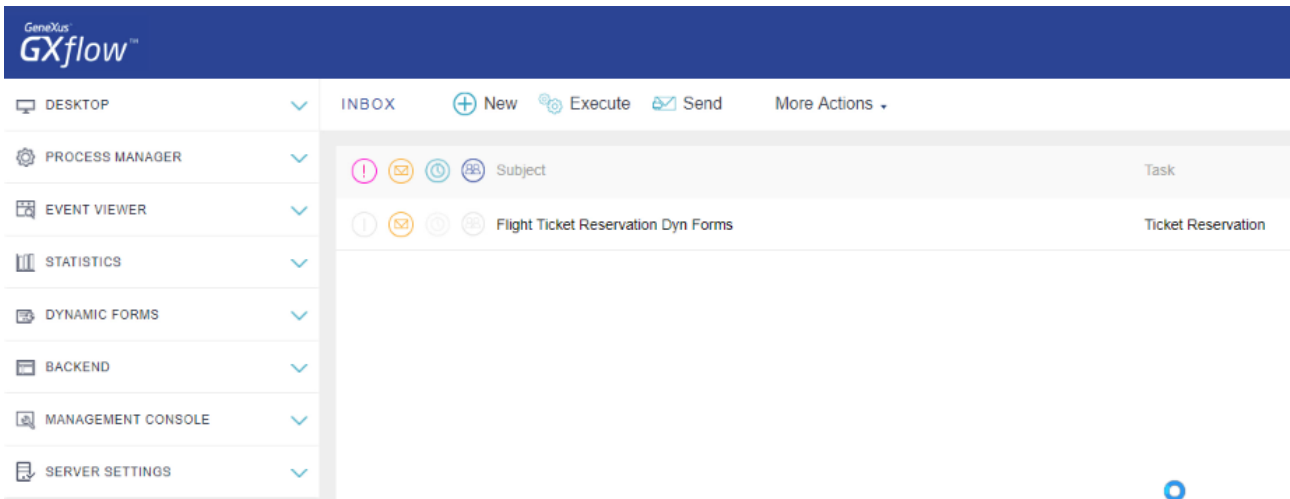 GeneXus™
GXflow™
DESKTOP
PROCESS MANAGER
EVENT VIEWER
STATISTICS
DYNAMIC FORMS
BACKEND
MANAGEMENT CONSOLE
SERVER SETTINGS
INBOX New Execute Send More Actions
Subject Task
Flight Ticket Reservation Dyn Forms Ticket Reservation